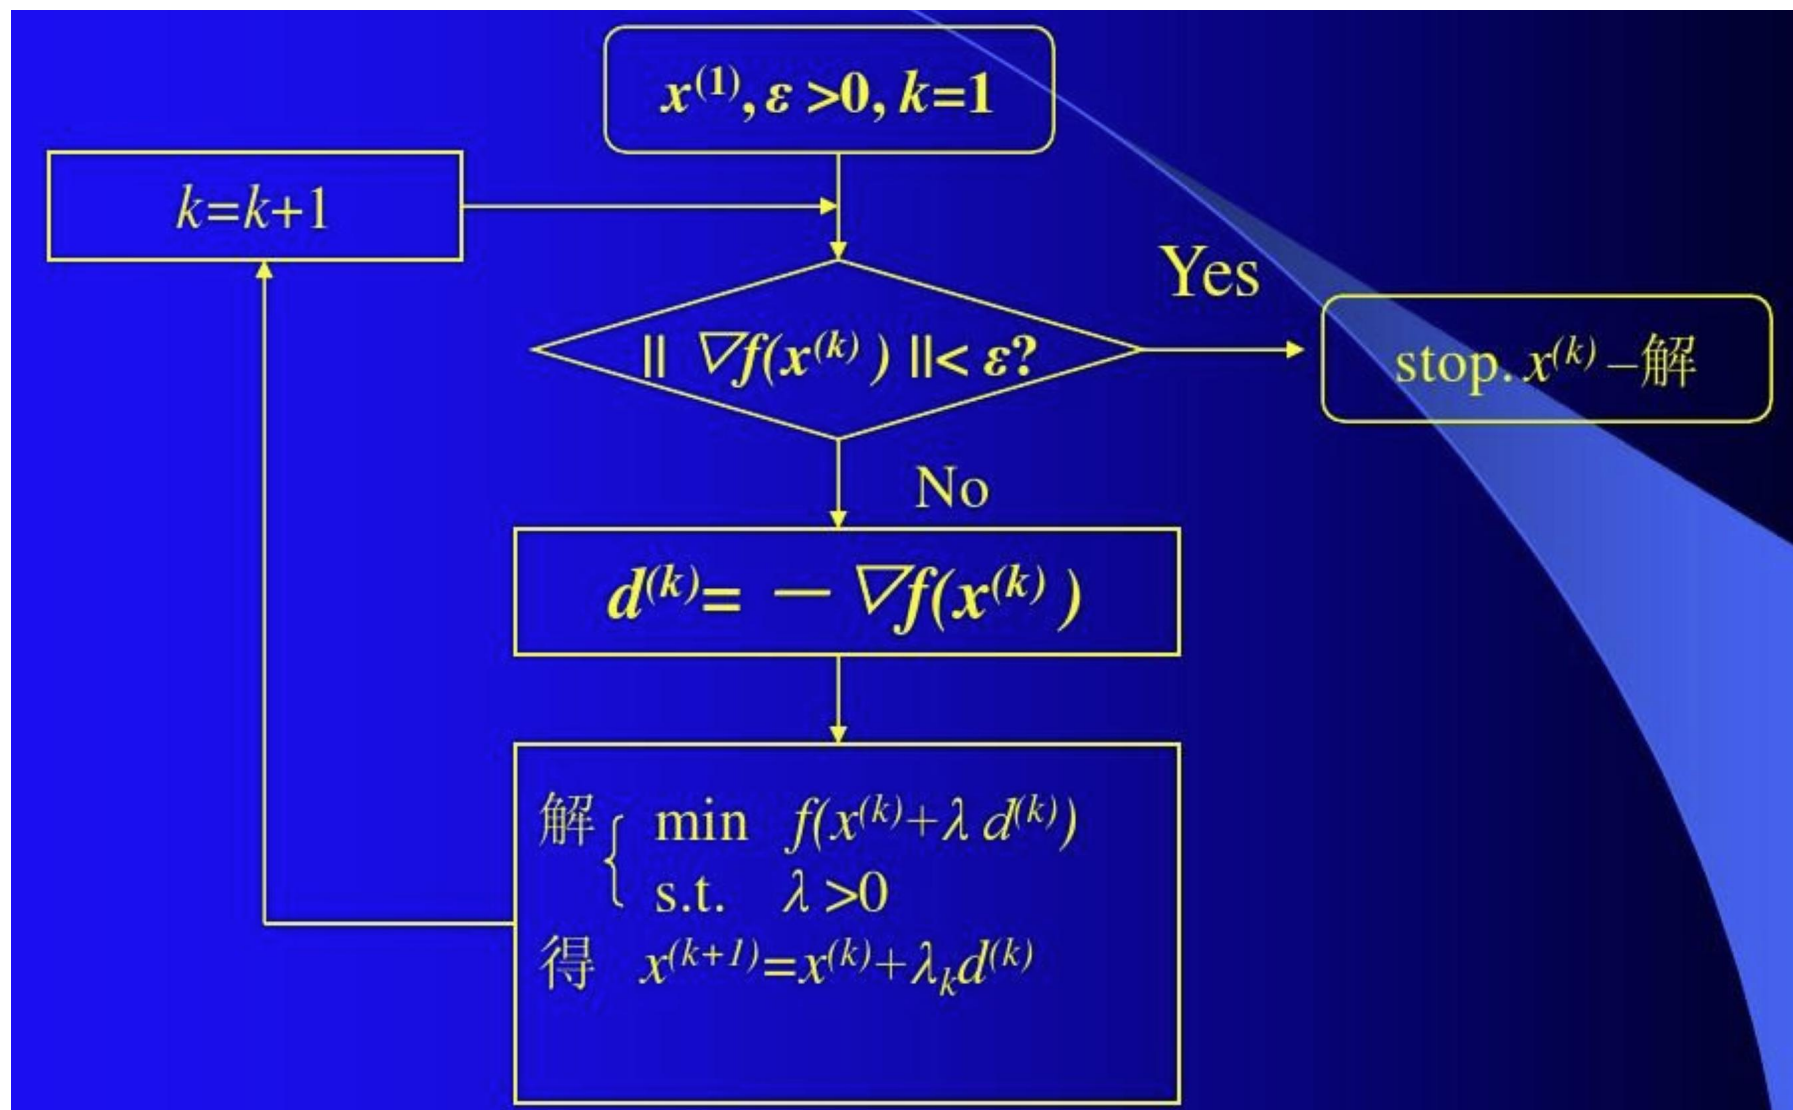 x⁽¹⁾, ε >0, k=1
k=k+1
Yes
|| ▽f(x⁽ᵏ⁾ ) ||< ε?
stop. x⁽ᵏ⁾ –解
No
d⁽ᵏ⁾= － ▽f(x⁽ᵏ⁾ )
解 { min f(x⁽ᵏ⁾+λ d⁽ᵏ⁾)
s.t. λ >0
得 x⁽ᵏ⁺¹⁾=x⁽ᵏ⁾+λₖd⁽ᵏ⁾